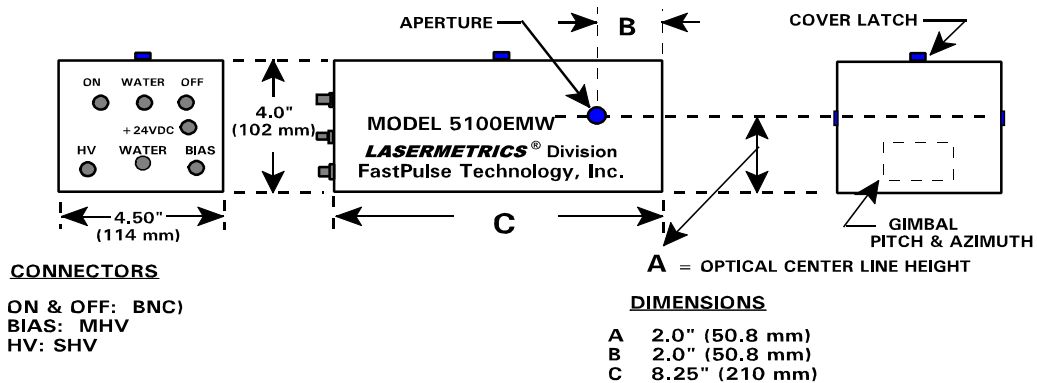 APERTURE
B
COVER LATCH
ON WATER OFF
+24VDC
HV WATER BIAS
4.0"
(102 mm)
4.50"
(114 mm)
MODEL 5100EMW
LASERMETRICS® Division
FastPulse Technology, Inc.
C
GIMBAL
PITCH & AZIMUTH
A = OPTICAL CENTER LINE HEIGHT
CONNECTORS
ON & OFF: BNC)
BIAS: MHV
HV: SHV
DIMENSIONS
A 2.0" (50.8 mm)
B 2.0" (50.8 mm)
C 8.25" (210 mm)